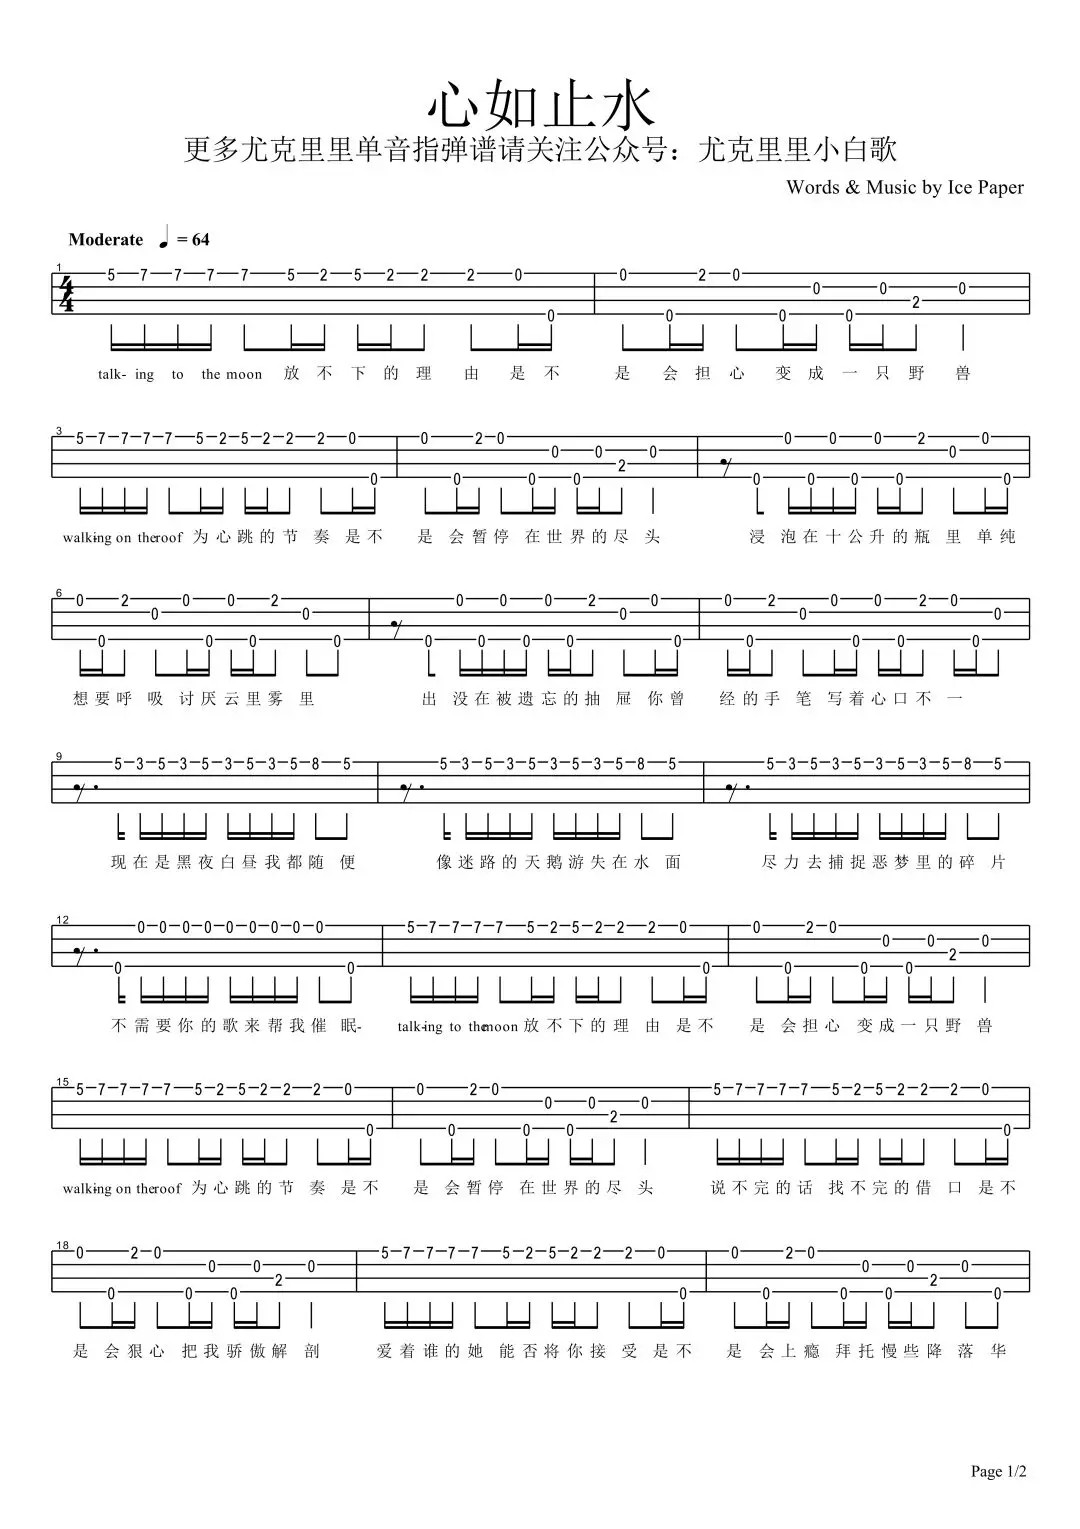 心如止水
更多尤克里里单音指弹谱请关注公众号：尤克里里小白歌
Words & Music by Ice Paper
Moderate ♩ = 64
1
5 7 7 7 7 5 2 5 2 2 2 0 0 0 0 2 0 0 0 0 0 2 0
talk- ing to the moon 放 不 下 的 理 由 是 不 是 会 担 心 变 成 一 只 野 兽
3
5 7 7 7 7 5 2 5 2 2 2 0 0 0 0 2 0 0 0 0 0 2 0 0 0 0 0 0 0 0 2 0 0 0
walk-ing on the roof 为 心 跳 的 节 奏 是 不 是 会 暂 停 在 世 界 的 尽 头 浸 泡 在 十 公 升 的 瓶 里 单 纯
6
0 0 2 0 0 0 0 0 2 0 0 0 0 0 0 0 0 0 2 0 0 0 0 0 2 0 0 0 0 0 2 0 0 0
想 要 呼 吸 讨 厌 云 里 雾 里 出 没 在 被 遗 忘 的 抽 屉 你 曾 经 的 手 笔 写 着 心 口 不 一
9
5 3 5 3 5 3 5 3 5 8 5 5 3 5 3 5 3 5 3 5 8 5 5 3 5 3 5 3 5 3 5 8 5
现 在 是 黑 夜 白 昼 我 都 随 便 像 迷 路 的 天 鹅 游 失 在 水 面 尽 力 去 捕 捉 恶 梦 里 的 碎 片
12
0 0 0 0 0 0 0 0 0 0 0 5 7 7 7 7 5 2 5 2 2 2 0 0 0 0 2 0 0 0 0 0 2 0
不 需 要 你 的 歌 来 帮 我 催 眠- talk-ing to the moon 放 不 下 的 理 由 是 不 是 会 担 心 变 成 一 只 野 兽
15
5 7 7 7 7 5 2 5 2 2 2 0 0 0 0 2 0 0 0 0 0 2 0 5 7 7 7 7 5 2 5 2 2 2 0 0
walk-ing on the roof 为 心 跳 的 节 奏 是 不 是 会 暂 停 在 世 界 的 尽 头 说 不 完 的 话 找 不 完 的 借 口 是 不
18
0 0 2 0 0 0 0 0 2 0 5 7 7 7 7 5 2 5 2 2 2 0 0 0 0 2 0 0 0 0 0 2 0 0
是 会 狠 心 把 我 骄 傲 解 剖 爱 着 谁 的 她 能 否 将 你 接 受 是 不 是 会 上 瘾 拜 托 慢 些 降 落 华
Page 1/2